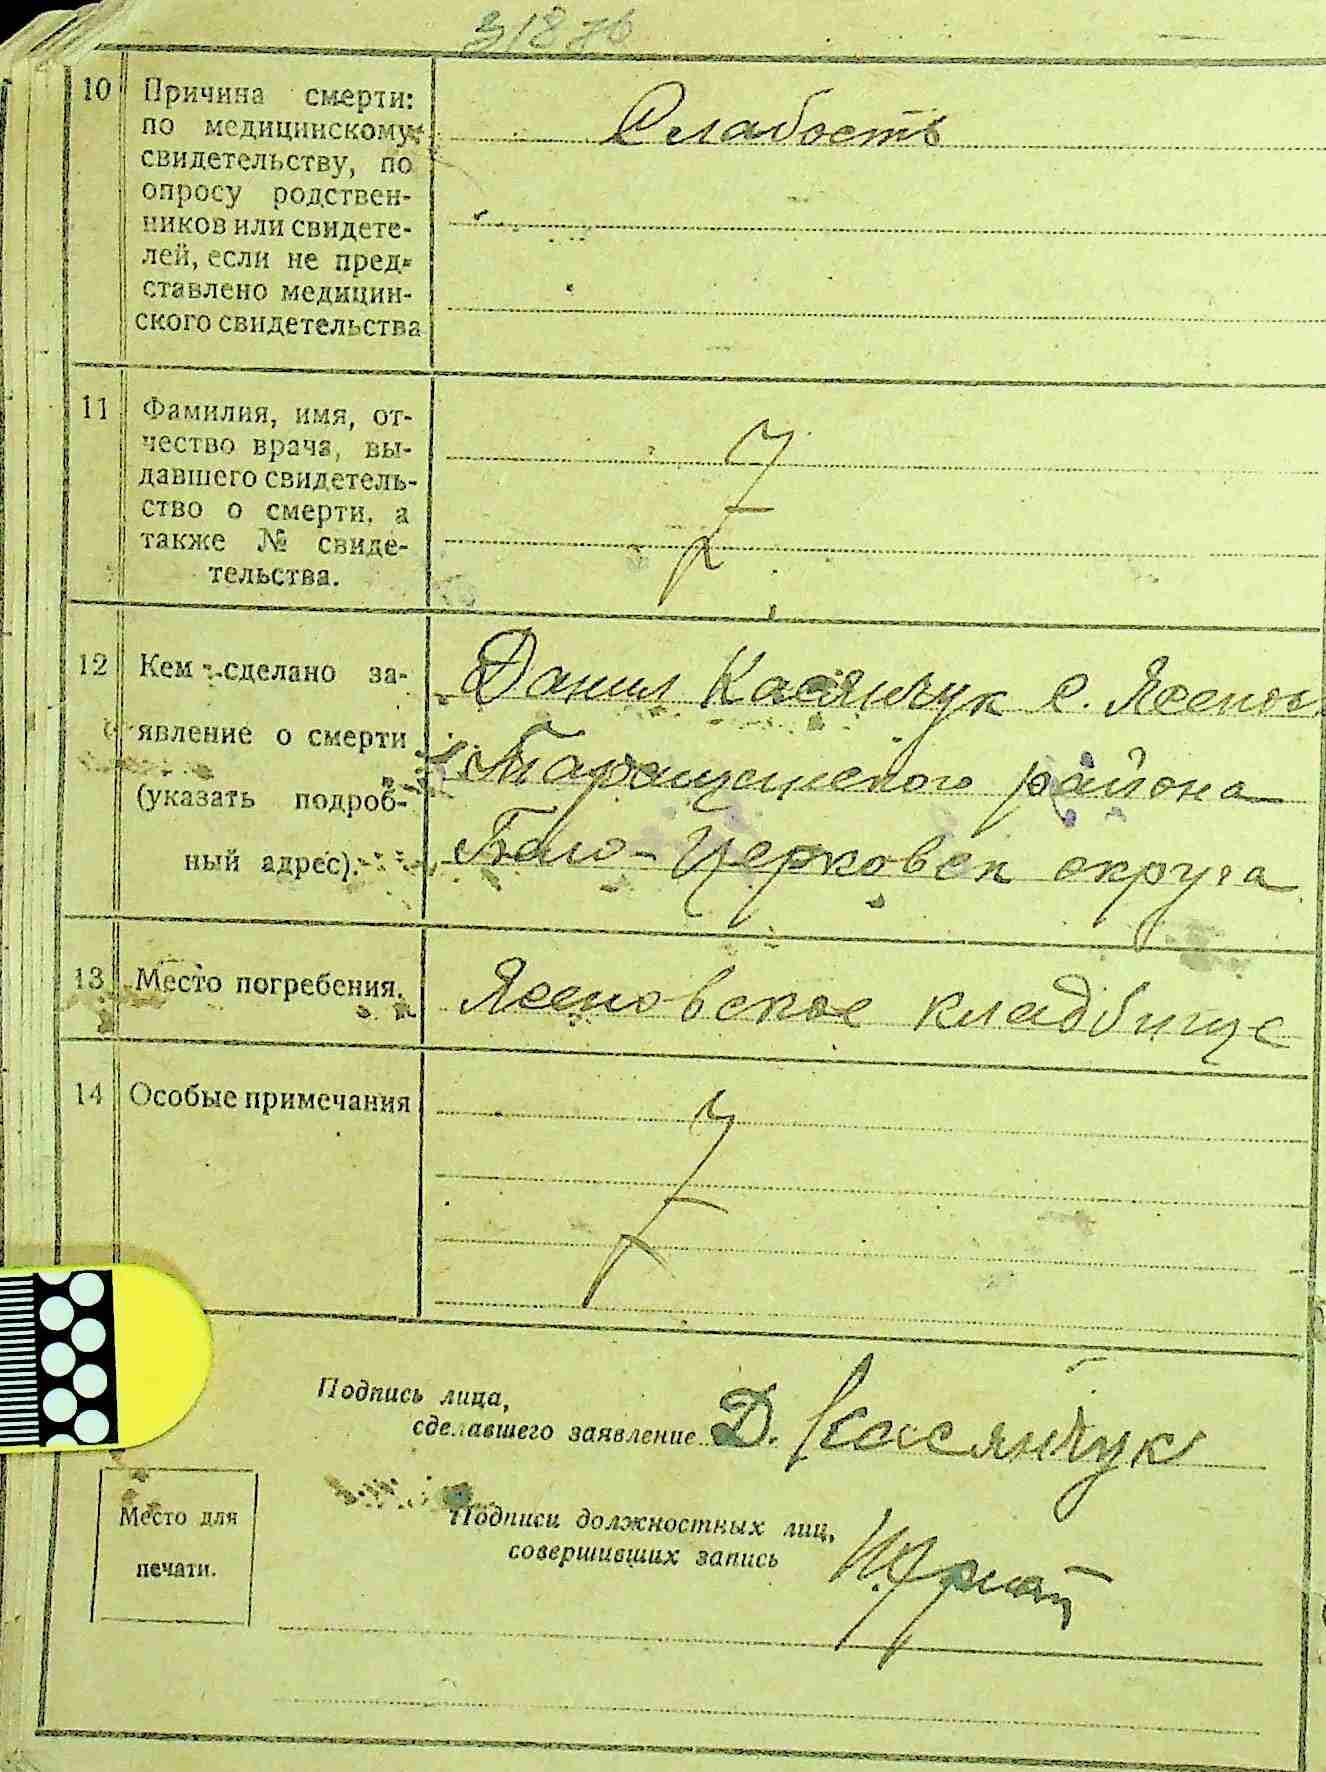 10 Причина смерти:
по медицинскому
свидетельству, по
опросу родствен-
ников или свидете-
лей, если не пред-
ставлено медицин-
ского свидетельства
Слабость
11 Фамилия, имя, от-
чество врача, вы-
давшего свидетель-
ство о смерти, а
также № свиде-
тельства.
12 Кем сделано за-
явление о смерти
(указать подроб-
ный адрес).
Данил Касянчук с. Ясенов.
Таращанского района
Бело-Церковск округа
13 Место погребения.
Ясеновское кладбище
14 Особые примечания
Подпись лица,
сделавшего заявление Д. Касянчук
Место для
печати.
Подписи должностных лиц,
совершивших запись